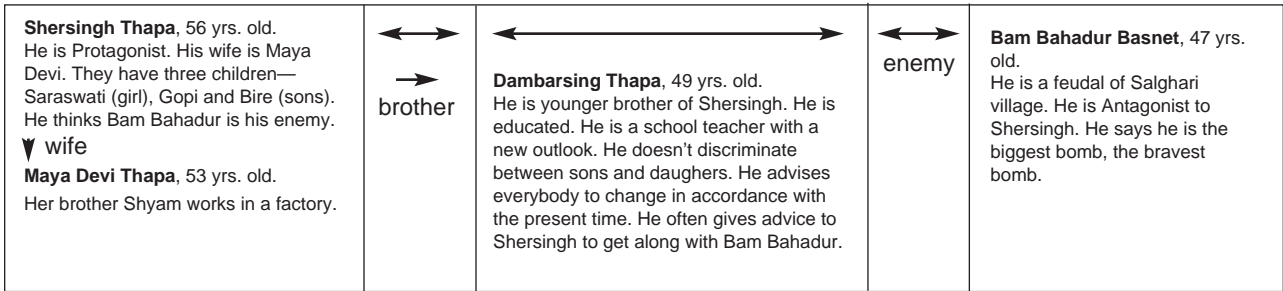 Shersingh Thapa, 56 yrs. old.
He is Protagonist. His wife is Maya
Devi. They have three children—
Saraswati (girl), Gopi and Bire (sons).
He thinks Bam Bahadur is his enemy.
wife
Maya Devi Thapa, 53 yrs. old.
Her brother Shyam works in a factory.
brother
Dambarsing Thapa, 49 yrs. old.
He is younger brother of Shersingh. He is
educated. He is a school teacher with a
new outlook. He doesn't discriminate
between sons and daughers. He advises
everybody to change in accordance with
the present time. He often gives advice to
Shersingh to get along with Bam Bahadur.
enemy
Bam Bahadur Basnet, 47 yrs.
old.
He is a feudal of Salghari
village. He is Antagonist to
Shersingh. He says he is the
biggest bomb, the bravest
bomb.